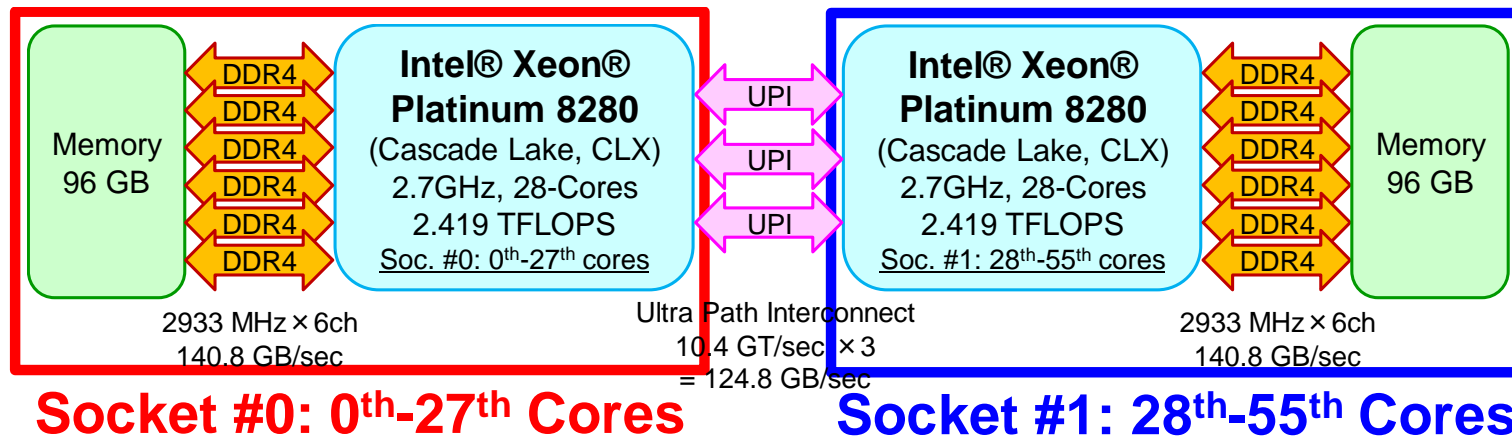 Memory
96 GB
DDR4
DDR4
DDR4
DDR4
DDR4
DDR4
Intel® Xeon®
Platinum 8280
(Cascade Lake, CLX)
2.7GHz, 28-Cores
2.419 TFLOPS
Soc. #0: 0th-27th cores
2933 MHz×6ch
140.8 GB/sec
UPI
UPI
UPI
Ultra Path Interconnect
10.4 GT/sec ×3
= 124.8 GB/sec
Intel® Xeon®
Platinum 8280
(Cascade Lake, CLX)
2.7GHz, 28-Cores
2.419 TFLOPS
Soc. #1: 28th-55th cores
DDR4
DDR4
DDR4
DDR4
DDR4
DDR4
Memory
96 GB
2933 MHz×6ch
140.8 GB/sec
Socket #0: 0th-27th Cores
Socket #1: 28th-55th Cores